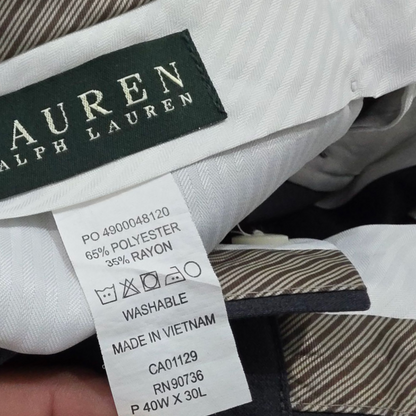 AUREN
ALPH LAUREN
PO 4900048120
65% POLYESTER
35% RAYON
WASHABLE
MADE IN VIETNAM
CA01129
RN90736
P 40W X 30L